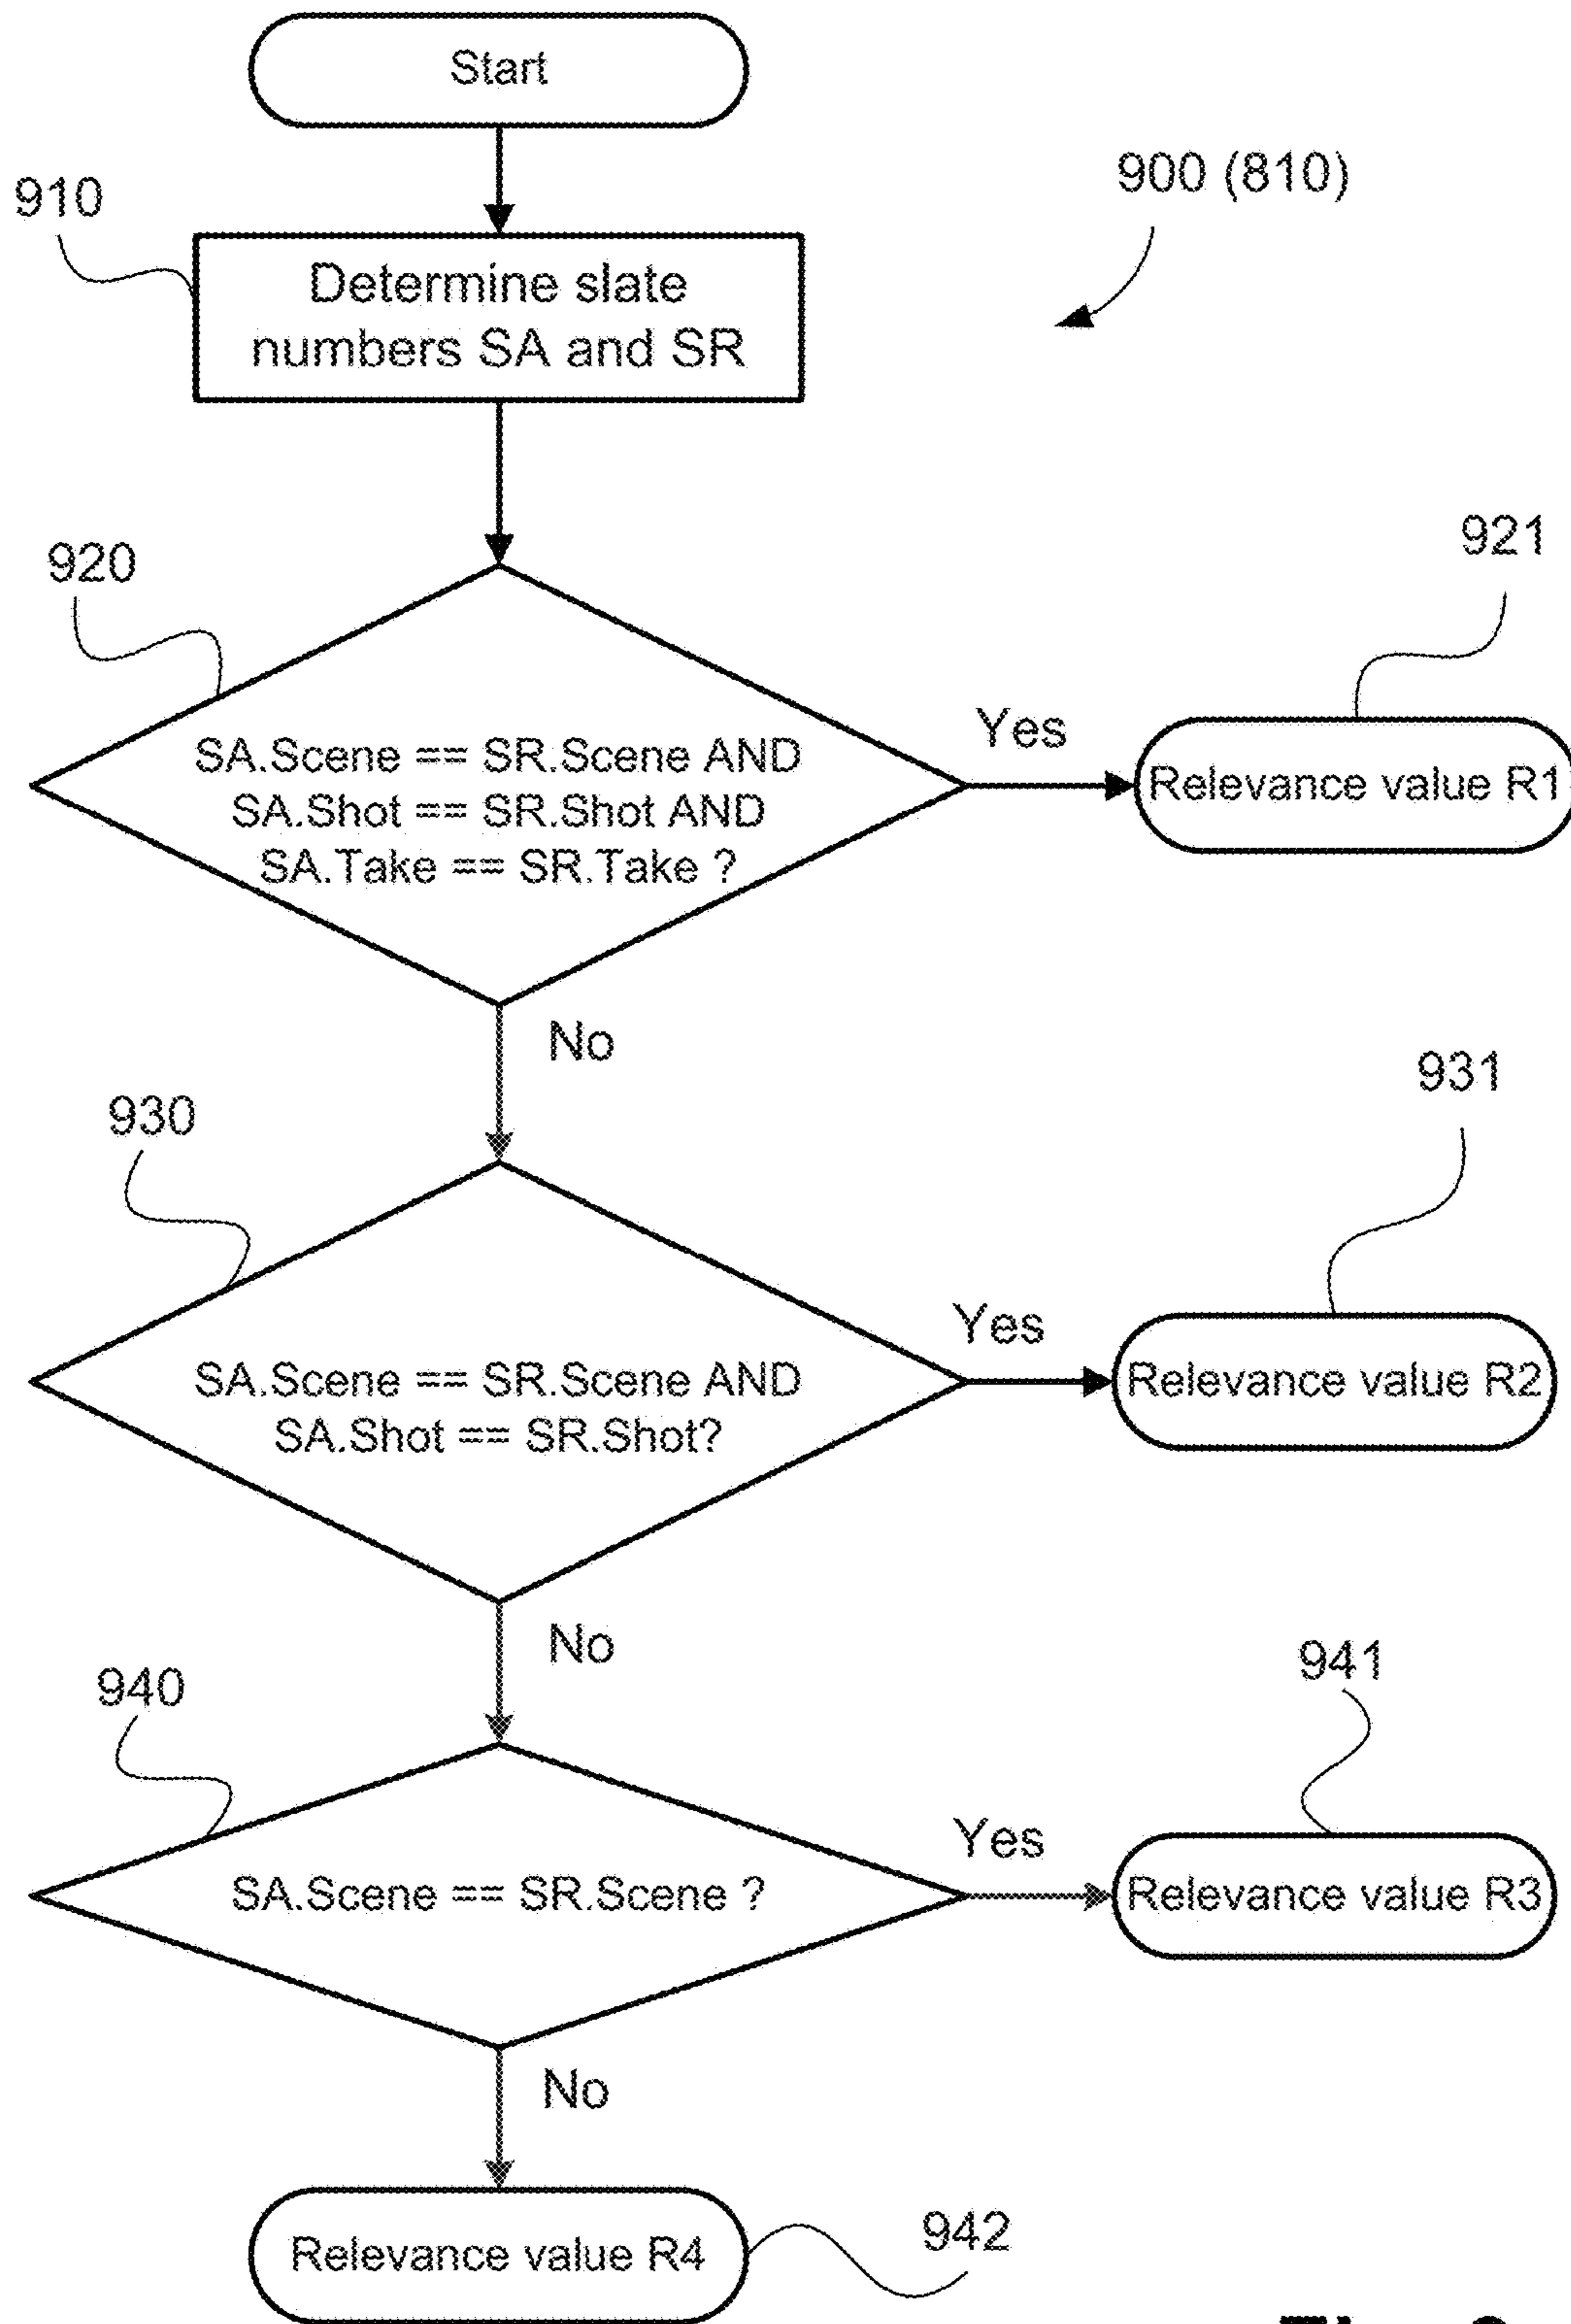 Start
910
900 (810)
Determine slate
numbers SA and SR
920
921
SA.Scene == SR.Scene AND
SA.Shot == SR.Shot AND
SA.Take == SR.Take ?
Yes
Relevance value R1
No
930
931
SA.Scene == SR.Scene AND
SA.Shot == SR.Shot?
Yes
Relevance value R2
No
940
941
SA.Scene == SR.Scene ?
Yes
Relevance value R3
No
Relevance value R4
942